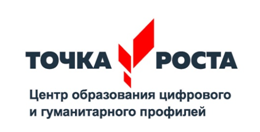 ТОЧКА РОСТА
Центр образования цифрового
и гуманитарного профилей